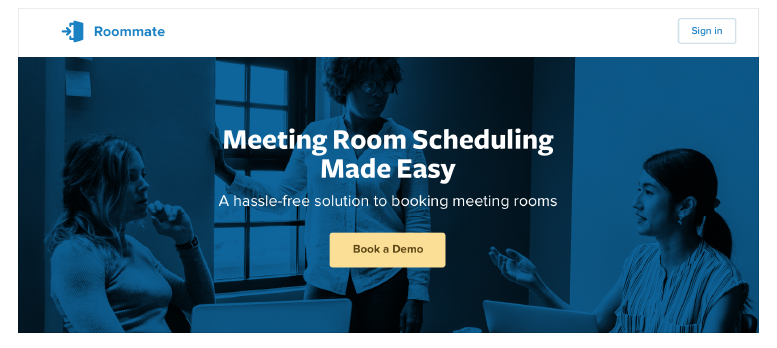 Roommate
Sign in
Meeting Room Scheduling
Made Easy
A hassle-free solution to booking meeting rooms
Book a Demo